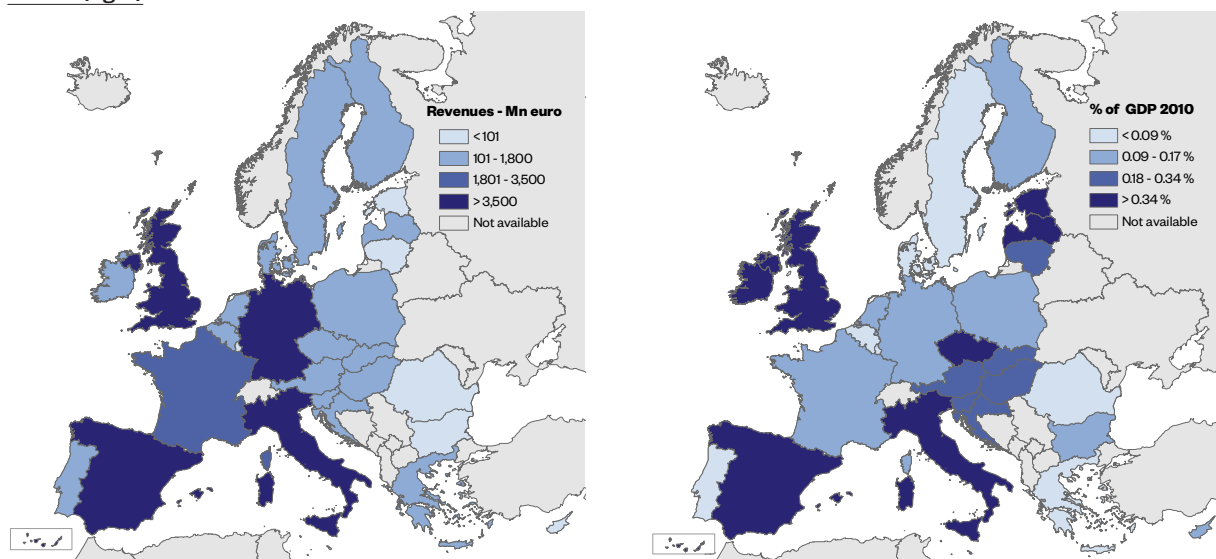 Revenues - Mn euro
<101
101 - 1,800
1,801 - 3,500
> 3,500
Not available
% of GDP 2010
< 0.09 %
0.09 - 0.17 %
0.18 - 0.34 %
> 0.34 %
Not available